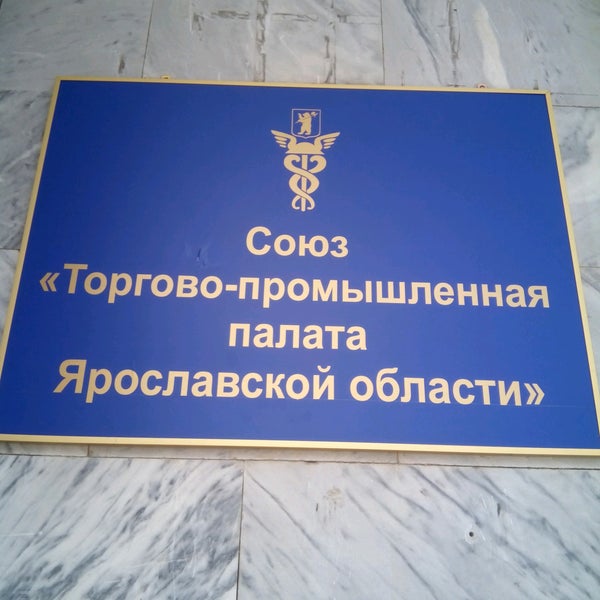 Союз
«Торгово-промышленная
палата
Ярославской области»